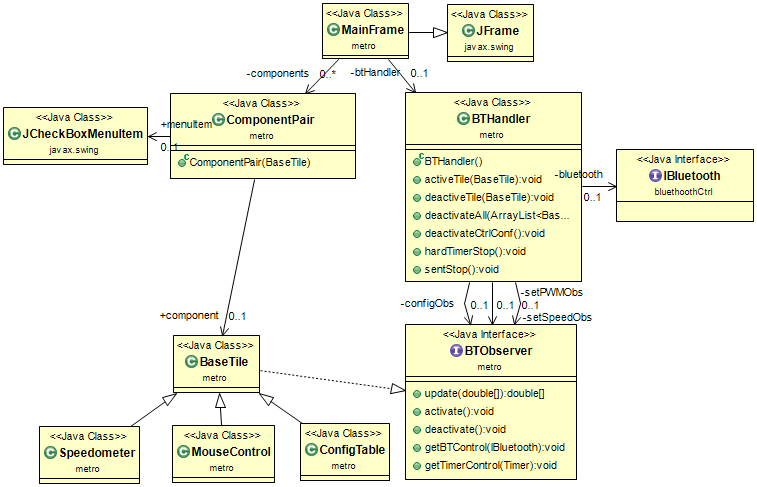 <<Java Class>>
MainFrame
metro
<<Java Class>>
JFrame
javax.swing
-components
0..*
-btHandler
0..1
<<Java Class>>
JCheckBoxMenuItem
javax.swing
+menuItem
0..1
<<Java Class>>
ComponentPair
metro
ComponentPair(BaseTile)
<<Java Class>>
BTHandler
metro
BTHandler()
activeTile(BaseTile):void
deactiveTile(BaseTile):void
deactivateAll(ArrayList<Bas...
deactivateCtrlConf():void
hardTimerStop():void
sentStop():void
-bluetooth
0..1
<<Java Interface>>
IBluetooth
bluethoothCtrl
-configObs
0..1
0..1
-setPWMObs
0..1
-setSpeedObs
+component
0..1
<<Java Class>>
BaseTile
metro
<<Java Interface>>
BTObserver
metro
update(double[]):double[]
activate():void
deactivate():void
getBTControl(IBluetooth):void
getTimerControl(Timer):void
<<Java Class>>
Speedometer
metro
<<Java Class>>
MouseControl
metro
<<Java Class>>
ConfigTable
metro